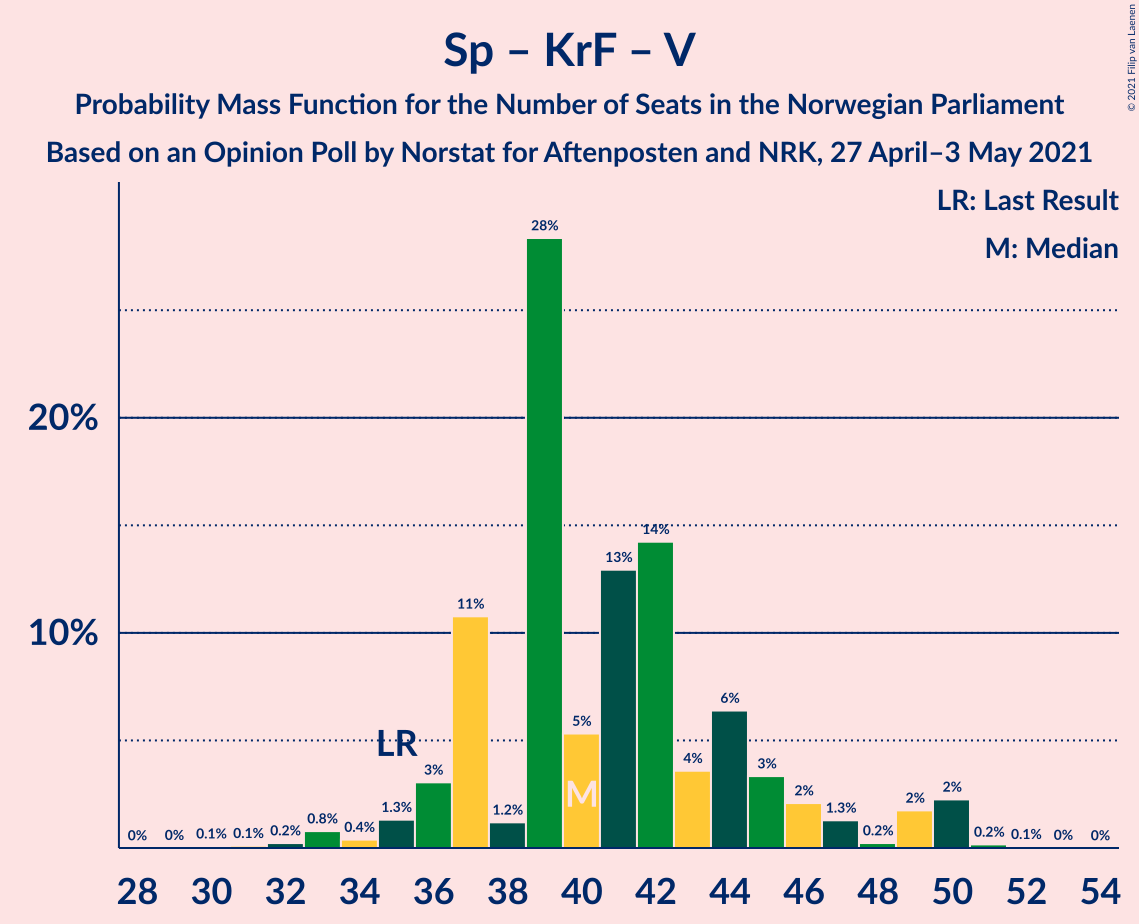 Sp – KrF – V
Probability Mass Function for the Number of Seats in the Norwegian Parliament
Based on an Opinion Poll by Norstat for Aftenposten and NRK, 27 April–3 May 2021
© 2021 Filip van Laenen
LR: Last Result
M: Median
20%
10%
0% 0% 0.1% 0.1% 0.2% 0.8% 0.4% 1.3% 3% 11% 1.2% 28% 5% 13% 14% 4% 6% 3% 2% 1.3% 0.2% 2% 2% 0.2% 0.1% 0% 0%
LR
M
28 30 32 34 36 38 40 42 44 46 48 50 52 54